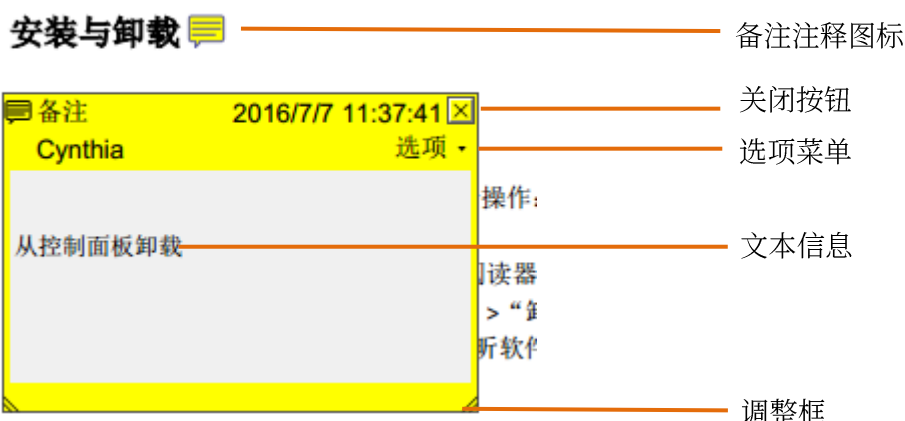 安装与卸载
备注注释图标
备注 2016/7/7 11:37:41
关闭按钮
Cynthia 选项
选项菜单
操作:
从控制面板卸载
文本信息
读器
>“
软件
调整框